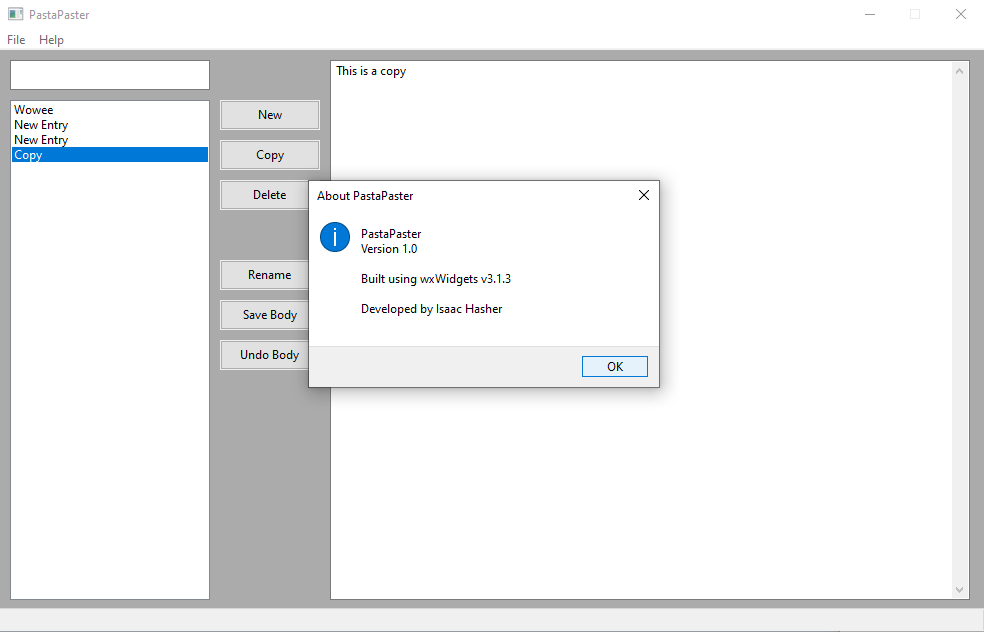 PastaPaster
File Help
Wowee
New Entry
New Entry
Copy
New
Copy
Delete
Rename
Save Body
Undo Body
This is a copy
About PastaPaster
PastaPaster
Version 1.0
Built using wxWidgets v3.1.3
Developed by Isaac Hasher
OK